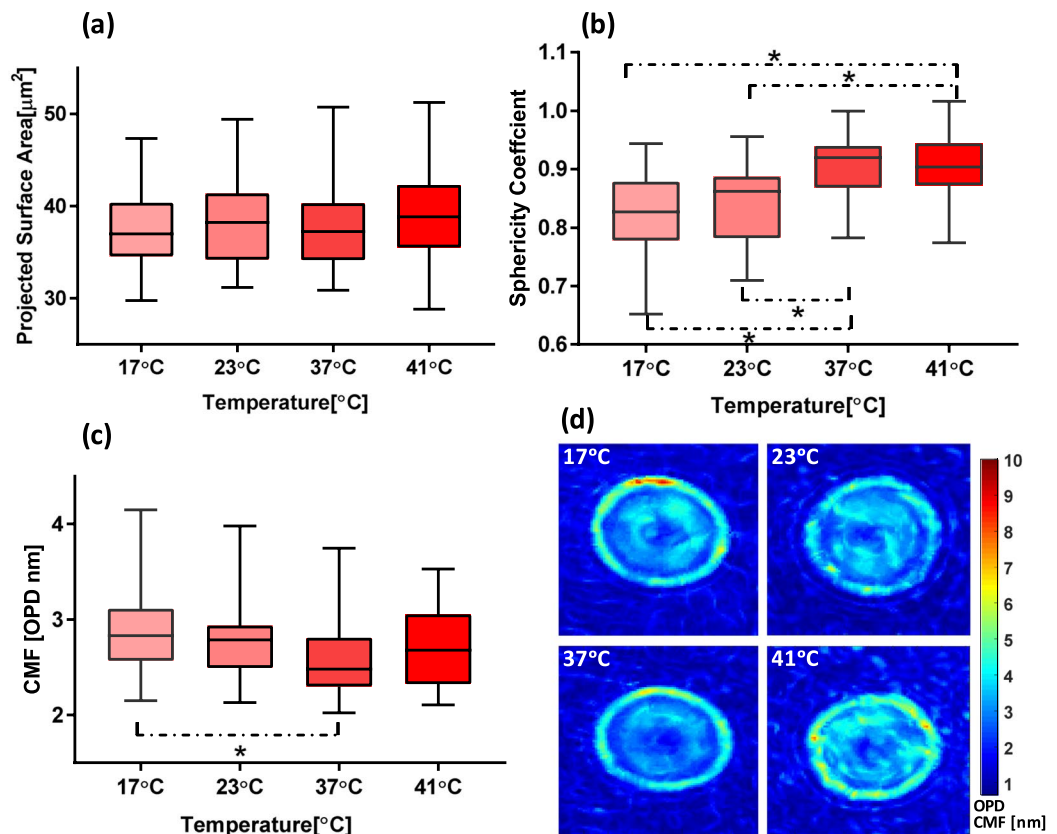 (a)
Projected Surface Area[μm²]
50
40
30
17°C 23°C 37°C 41°C
Temperature[°C]
(b)
Sphericity Coeffcient
1.1
1.0
0.9
0.8
0.7
0.6
*
*
*
*
17°C 23°C 37°C 41°C
Temperature[°C]
(c)
CMF [OPD nm]
4
3
2
*
17°C 23°C 37°C 41°C
Temperature[°C]
(d)
17°C 23°C
37°C 41°C
10
9
8
7
6
5
4
3
2
1
OPD
CMF [nm]